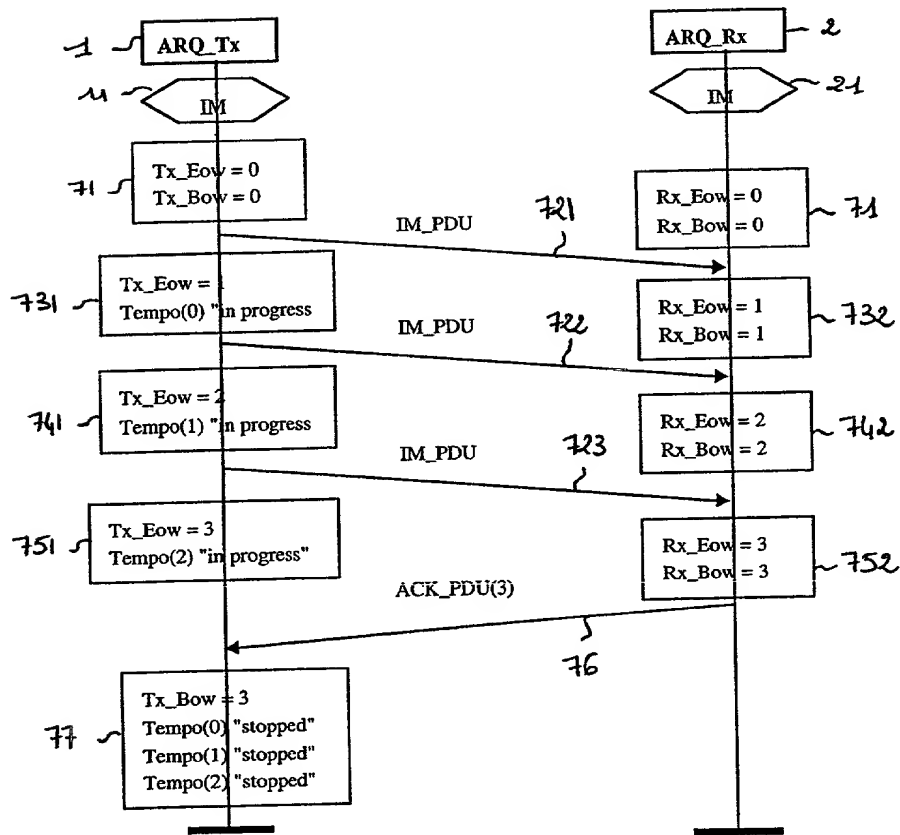 1 ARQ_Tx
ARQ_Rx 2
11 IM
IM 21
71 Tx_Eow = 0
Tx_Bow = 0
Rx_Eow = 0
Rx_Bow = 0
71
IM_PDU
721
731 Tx_Eow = 1
Tempo(0) "in progress
Rx_Eow = 1
Rx_Bow = 1
732
IM_PDU
722
741 Tx_Eow = 2
Tempo(1) "in progress
Rx_Eow = 2
Rx_Bow = 2
742
IM_PDU
723
751 Tx_Eow = 3
Tempo(2) "in progress"
Rx_Eow = 3
Rx_Bow = 3
752
ACK_PDU(3)
76
77 Tx_Bow = 3
Tempo(0) "stopped"
Tempo(1) "stopped"
Tempo(2) "stopped"